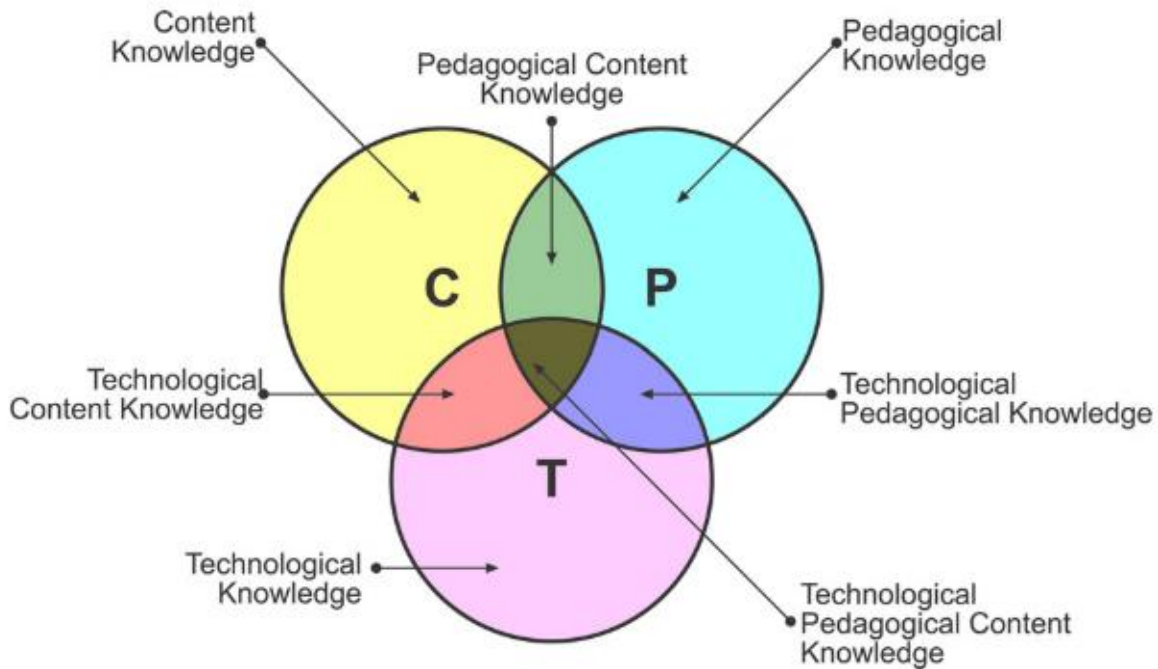 Content
Knowledge
Pedagogical Content
Knowledge
Pedagogical
Knowledge
C
P
Technological
Content Knowledge
Technological
Pedagogical Knowledge
T
Technological
Knowledge
Technological
Pedagogical Content
Knowledge